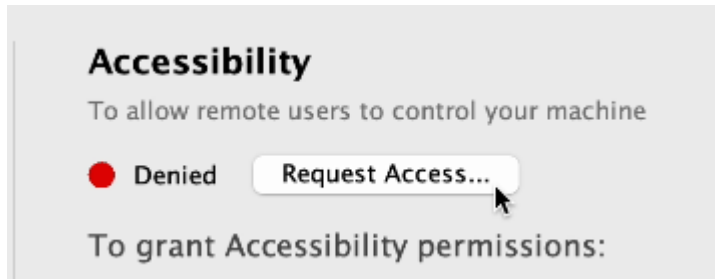 Accessibility
To allow remote users to control your machine
Denied Request Access...
To grant Accessibility permissions: